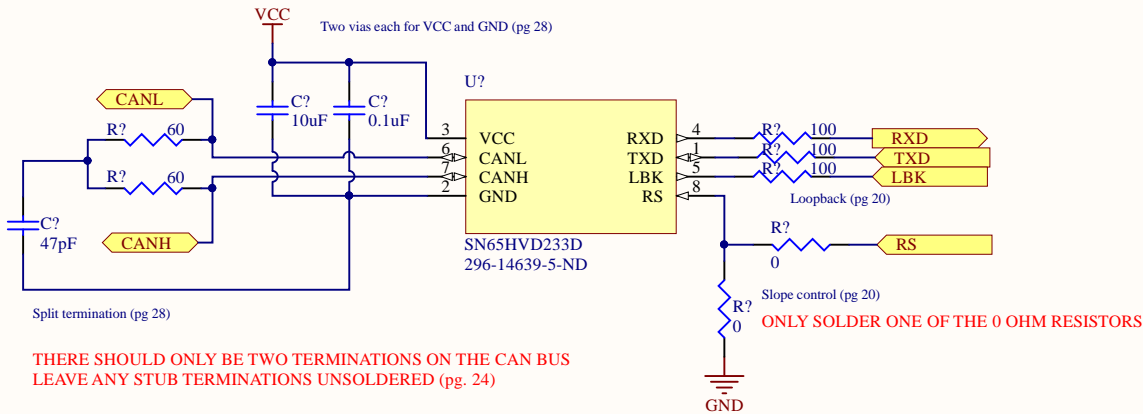 VCC
Two vias each for VCC and GND (pg 28)
U?
CANL
C?
10uF
C?
0.1uF
R?
60
3
VCC
RXD
4
R?
100
RXD
6
CANL
TXD
1
R?
100
TXD
7
CANH
LBK
5
R?
100
LBK
2
GND
RS
8
Loopback (pg 20)
R?
60
C?
47pF
CANH
SN65HVD233D
296-14639-5-ND
R?
0
RS
Split termination (pg 28)
R?
0
Slope control (pg 20)
ONLY SOLDER ONE OF THE 0 OHM RESISTORS
THERE SHOULD ONLY BE TWO TERMINATIONS ON THE CAN BUS
LEAVE ANY STUB TERMINATIONS UNSOLDERED (pg. 24)
GND